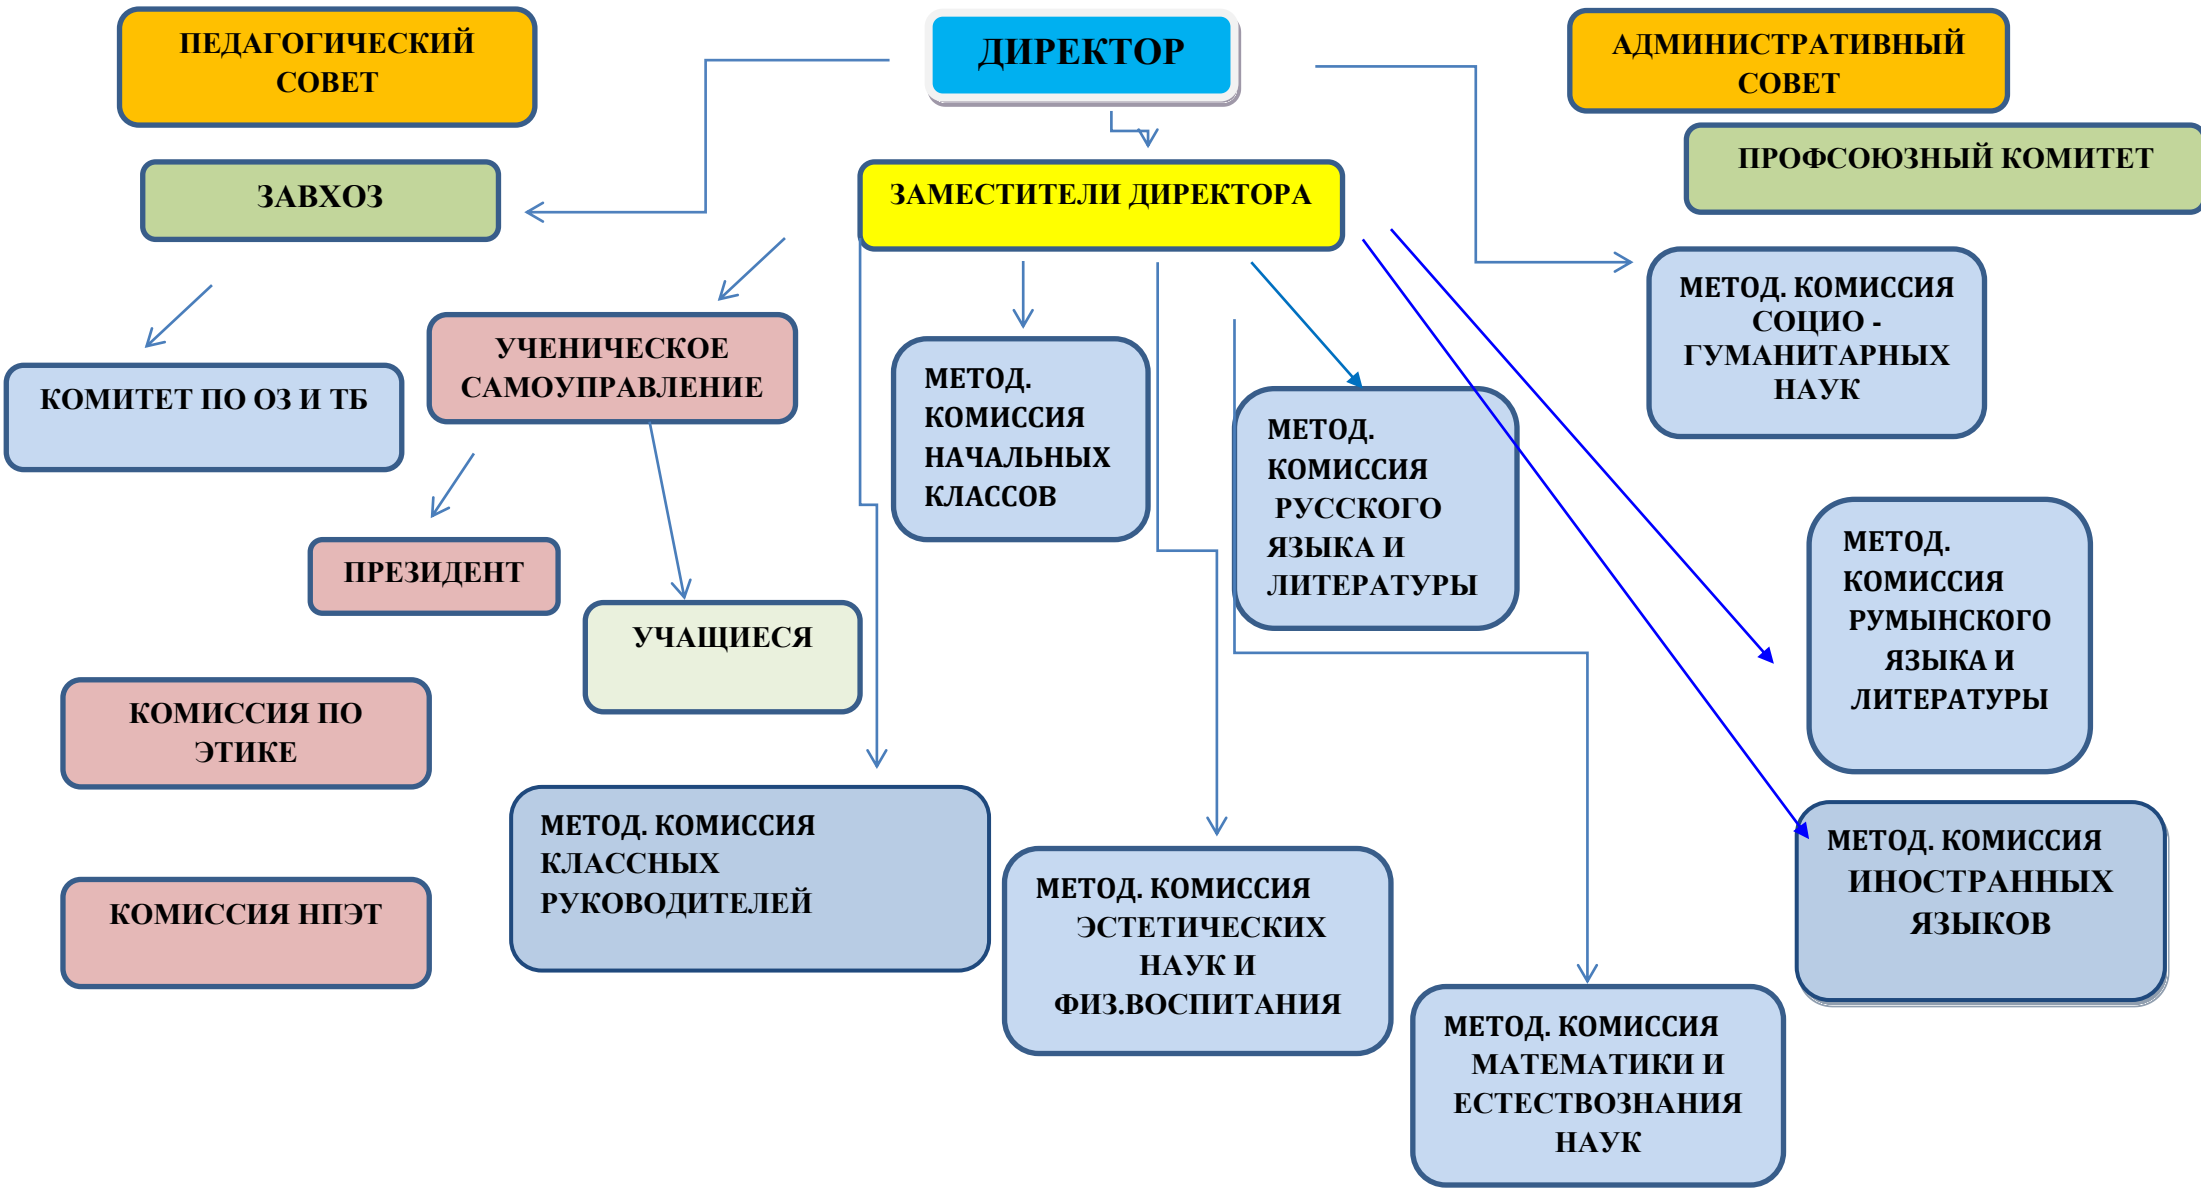 ПЕДАГОГИЧЕСКИЙ
СОВЕТ
ДИРЕКТОР
АДМИНИСТРАТИВНЫЙ
СОВЕТ
ПРОФСОЮЗНЫЙ КОМИТЕТ
ЗАВХОЗ
ЗАМЕСТИТЕЛИ ДИРЕКТОРА
МЕТОД. КОМИССИЯ
СОЦИО -
ГУМАНИТАРНЫХ
НАУК
КОМИТЕТ ПО ОЗ И ТБ
УЧЕНИЧЕСКОЕ
САМОУПРАВЛЕНИЕ
МЕТОД.
КОМИССИЯ
НАЧАЛЬНЫХ
КЛАССОВ
МЕТОД.
КОМИССИЯ
РУССКОГО
ЯЗЫКА И
ЛИТЕРАТУРЫ
МЕТОД.
КОМИССИЯ
РУМЫНСКОГО
ЯЗЫКА И
ЛИТЕРАТУРЫ
ПРЕЗИДЕНТ
УЧАЩИЕСЯ
КОМИССИЯ ПО
ЭТИКЕ
МЕТОД. КОМИССИЯ
КЛАССНЫХ
РУКОВОДИТЕЛЕЙ
МЕТОД. КОМИССИЯ
ИНОСТРАННЫХ
ЯЗЫКОВ
КОМИССИЯ НПЭТ
МЕТОД. КОМИССИЯ
ЭСТЕТИЧЕСКИХ
НАУК И
ФИЗ.ВОСПИТАНИЯ
МЕТОД. КОМИССИЯ
МАТЕМАТИКИ И
ЕСТЕСТВОЗНАНИЯ
НАУК